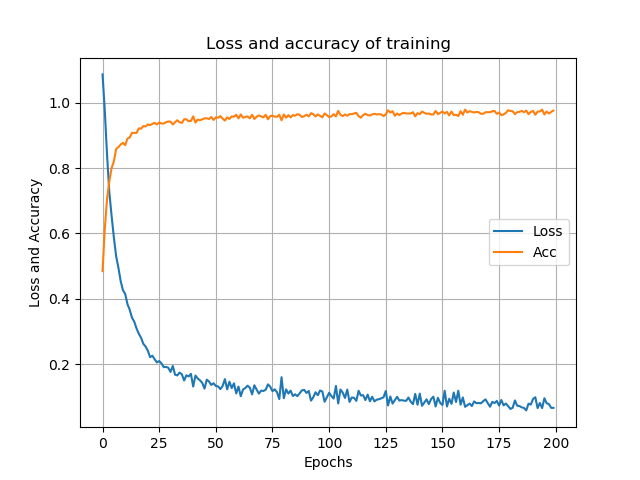 Loss and accuracy of training
Loss and Accuracy
1.0
0.8
0.6
0.4
0.2
Loss
Acc
0 25 50 75 100 125 150 175 200
Epochs